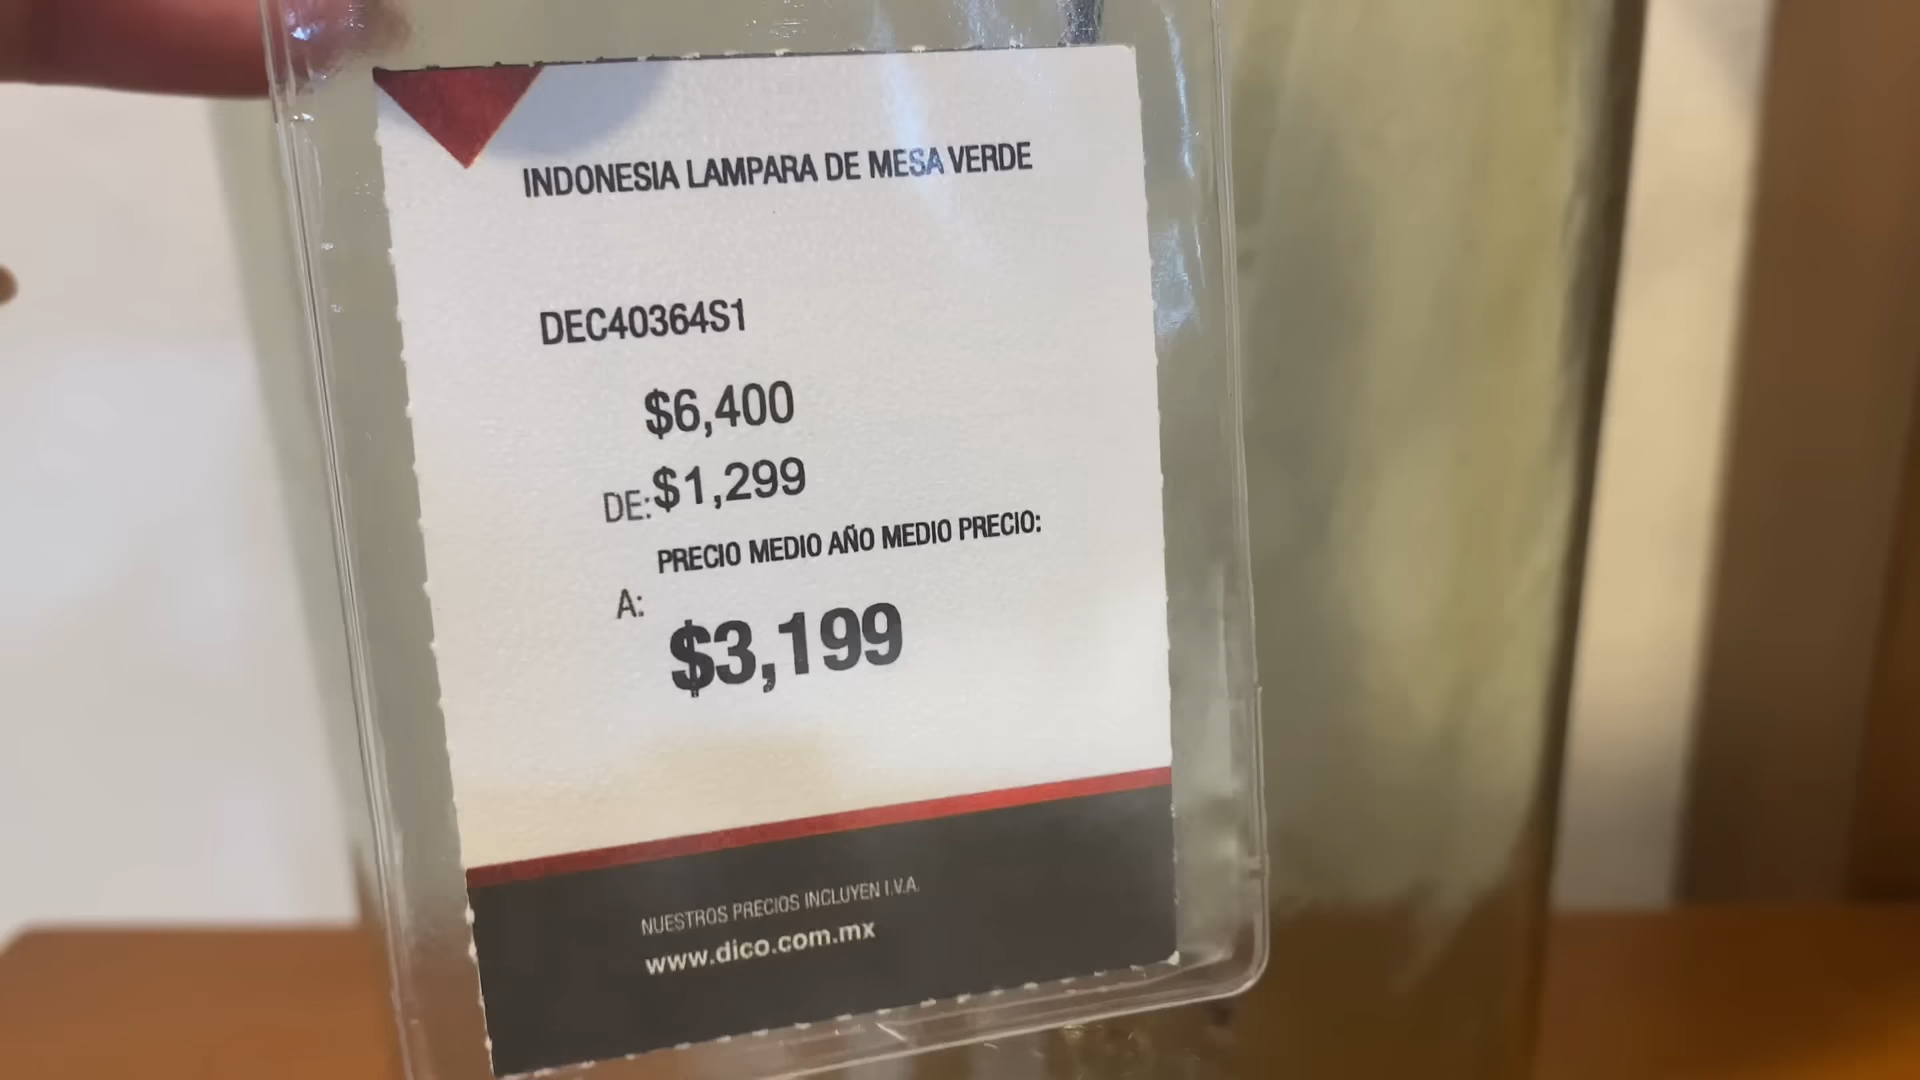 INDONESIA LAMPARA DE MESA VERDE
DEC40364S1
$6,400
DE: $1,299
PRECIO MEDIO AÑO MEDIO PRECIO:
A:
$3,199
NUESTROS PRECIOS INCLUYEN I.V.A.
www.dico.com.mx